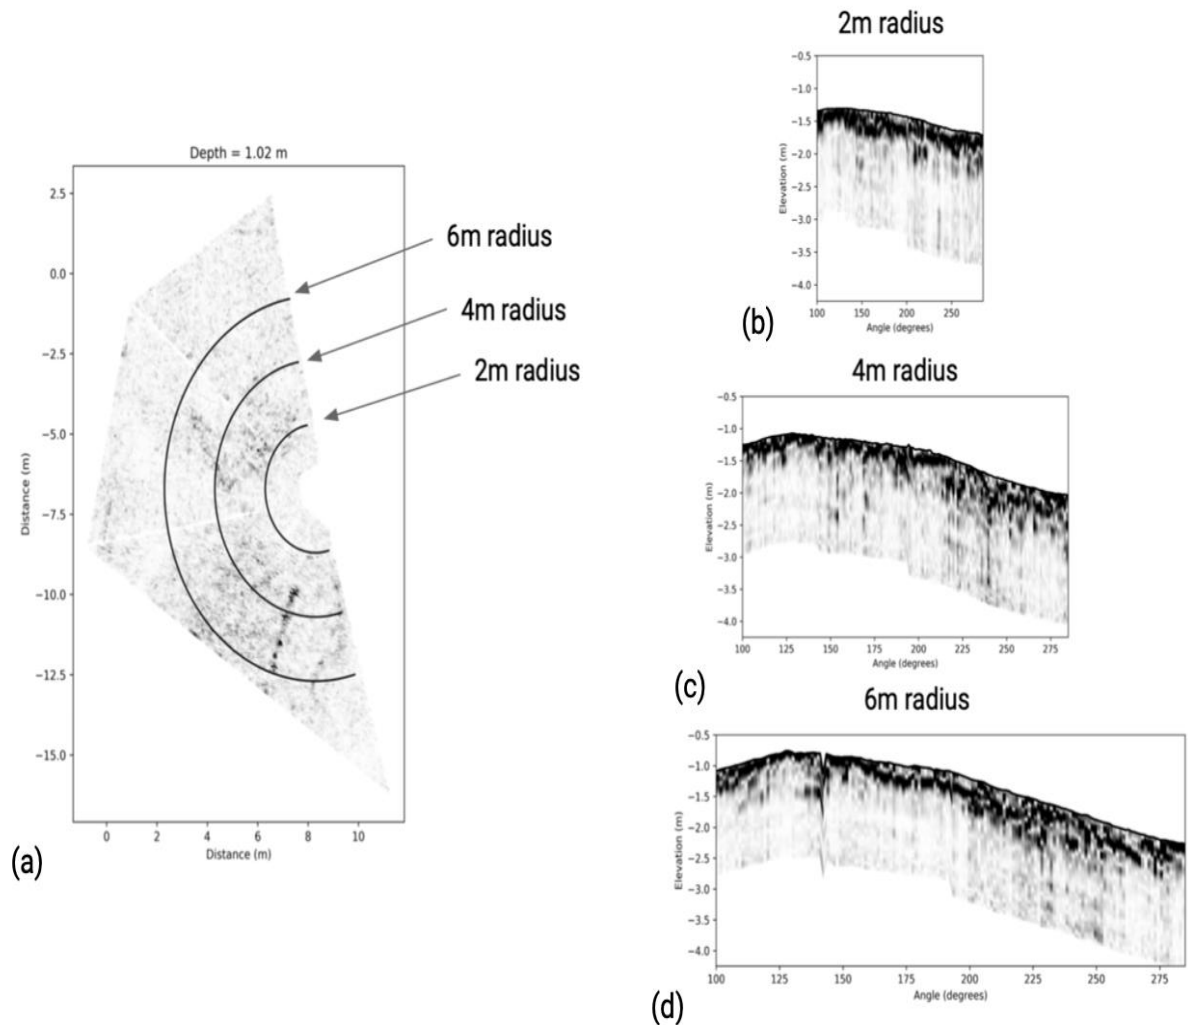 Depth = 1.02 m
2.5
0.0
−2.5
−5.0
−7.5
−10.0
−12.5
−15.0
Distance (m)
0 2 4 6 8 10
Distance (m)
6m radius
4m radius
2m radius
(a)
2m radius
−0.5
−1.0
−1.5
−2.0
−2.5
−3.0
−3.5
−4.0
Elevation (m)
100 150 200 250
Angle (degrees)
(b)
4m radius
−0.5
−1.0
−1.5
−2.0
−2.5
−3.0
−3.5
−4.0
Elevation (m)
100 125 150 175 200 225 250 275
Angle (degrees)
(c)
6m radius
−0.5
−1.0
−1.5
−2.0
−2.5
−3.0
−3.5
−4.0
Elevation (m)
100 125 150 175 200 225 250 275
Angle (degrees)
(d)